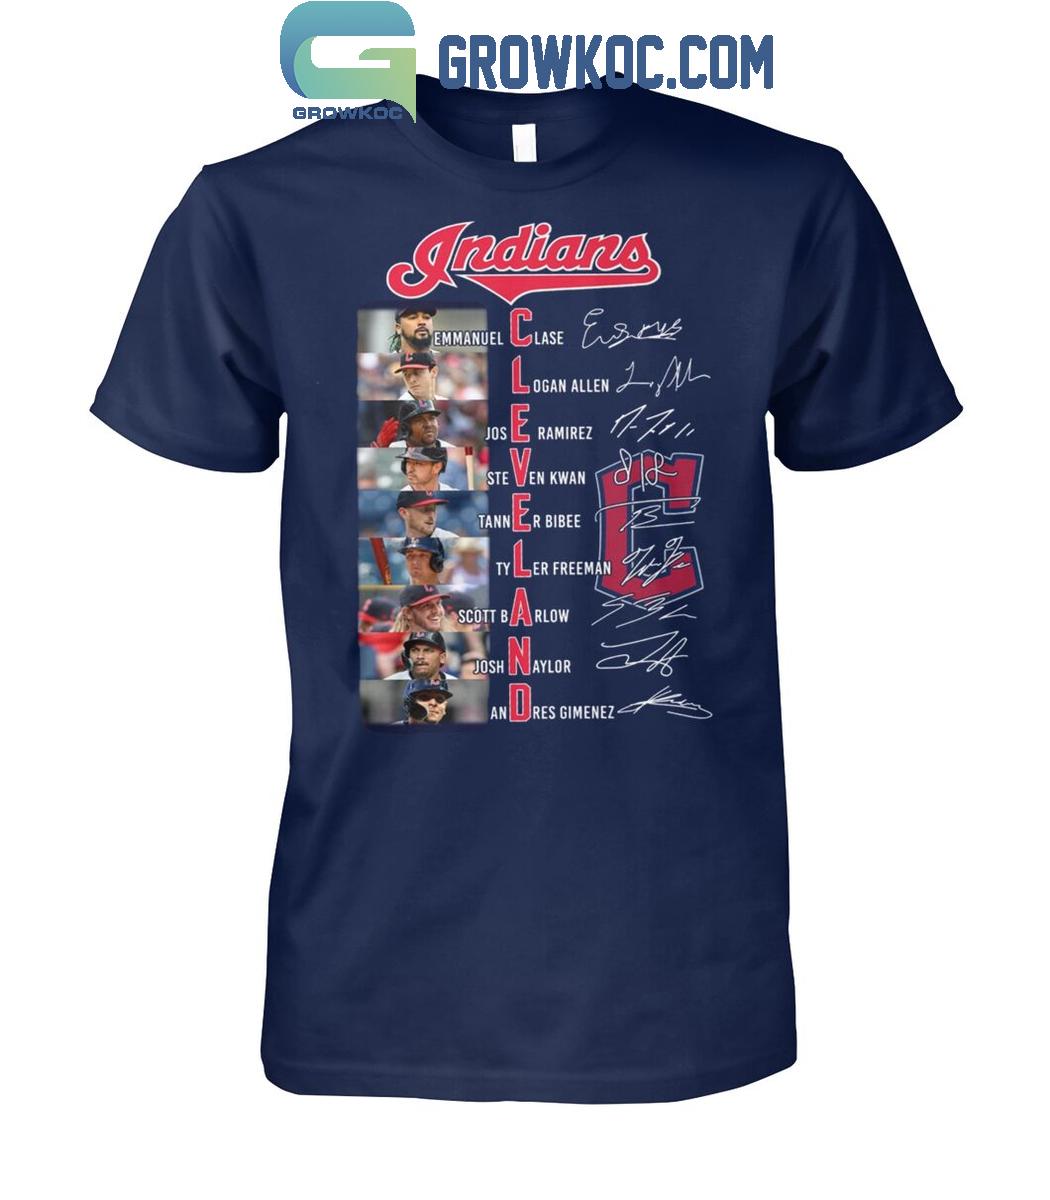 GROWKOC.COM
GROWKOC
Indians
EMMANUEL CLASE
LOGAN ALLEN
JOSE RAMIREZ
STEVEN KWAN
TANNER BIBEE
TYLER FREEMAN
SCOTT BARLOW
JOSH NAYLOR
ANDRES GIMENEZ
C